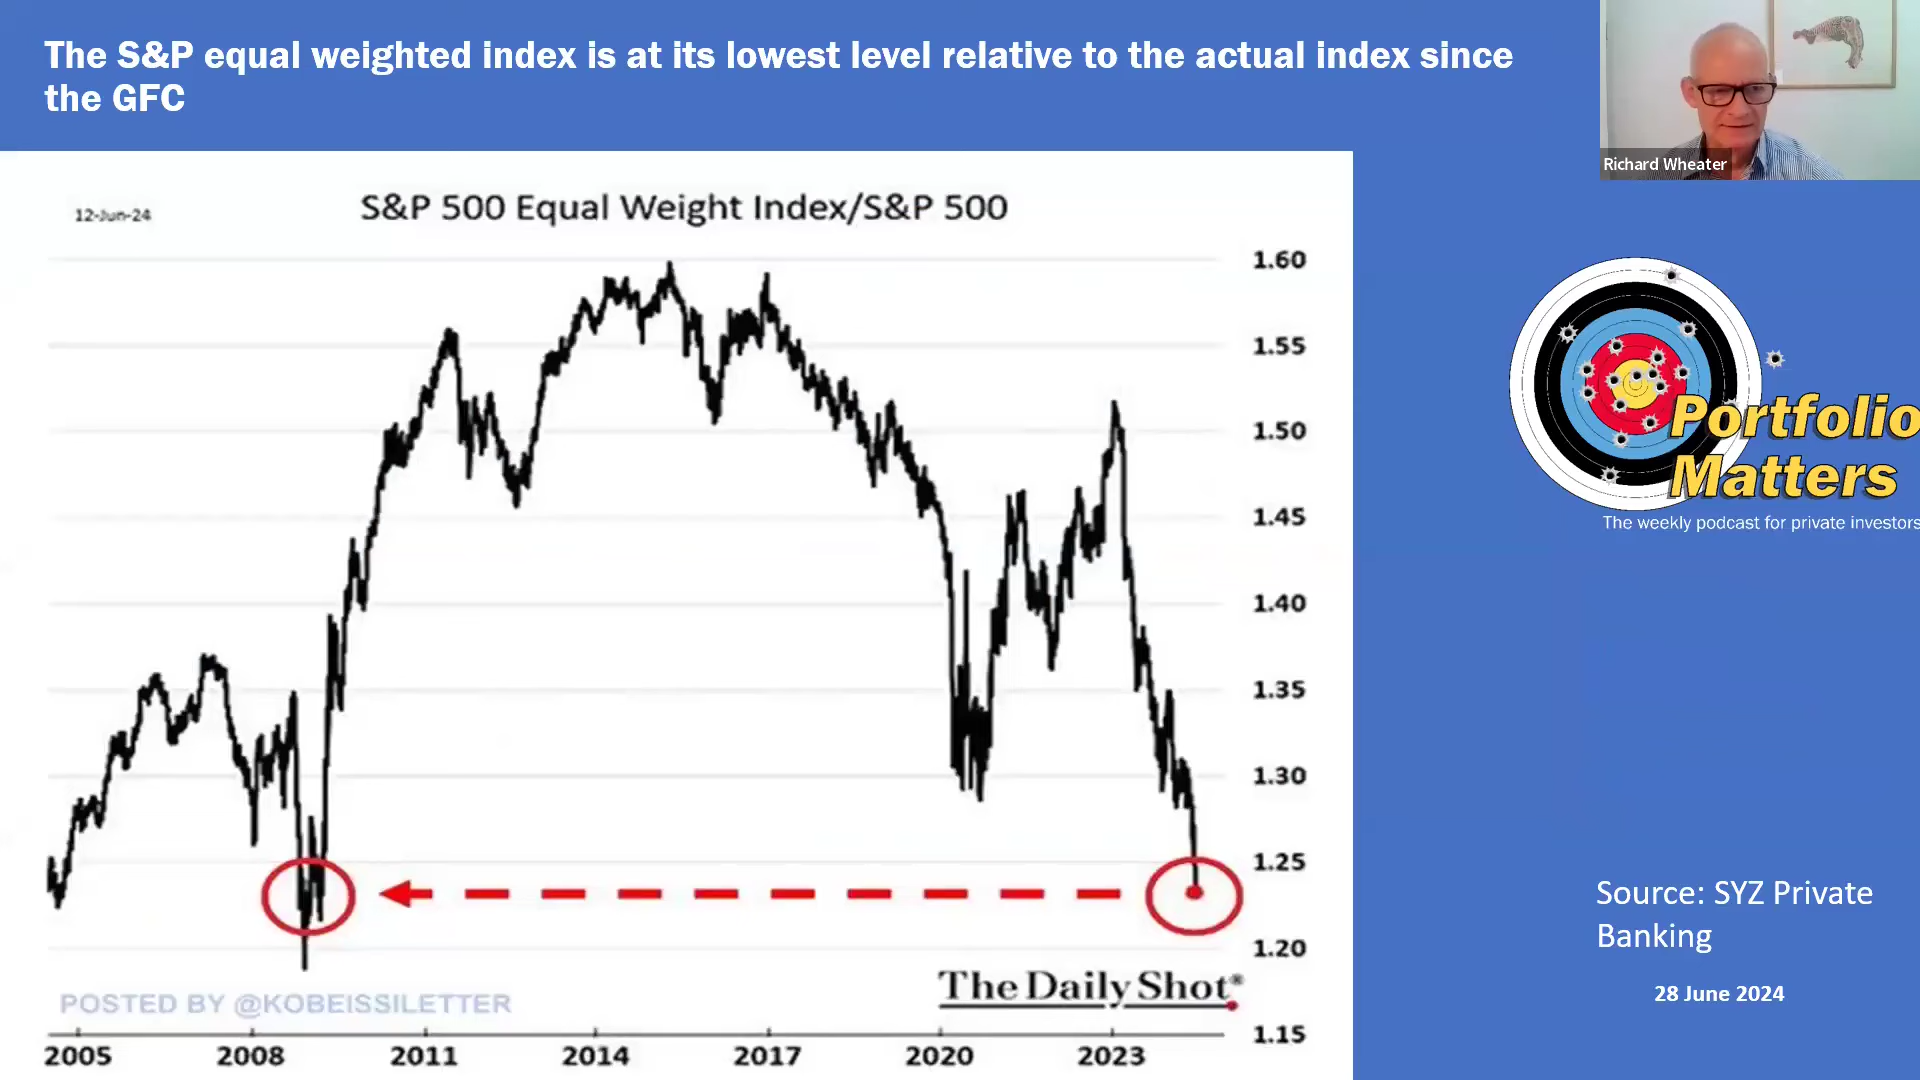 The S&P equal weighted index is at its lowest level relative to the actual index since
the GFC
Richard Wheater
12-Jun-24
S&P 500 Equal Weight Index/S&P 500
1.60
1.55
1.50
1.45
1.40
1.35
1.30
1.25
1.20
1.15
The Daily Shot®
POSTED BY @KOBEISSILETTER
2005 2008 2011 2014 2017 2020 2023
Portfolio
Matters
The weekly podcast for private investors
Source: SYZ Private
Banking
28 June 2024